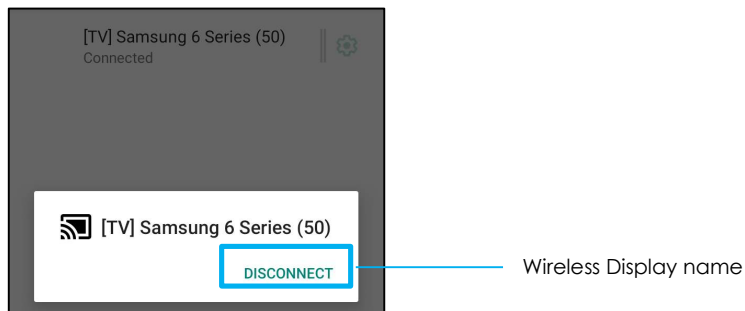 [TV] Samsung 6 Series (50)
Connected
[TV] Samsung 6 Series (50)
DISCONNECT
Wireless Display name